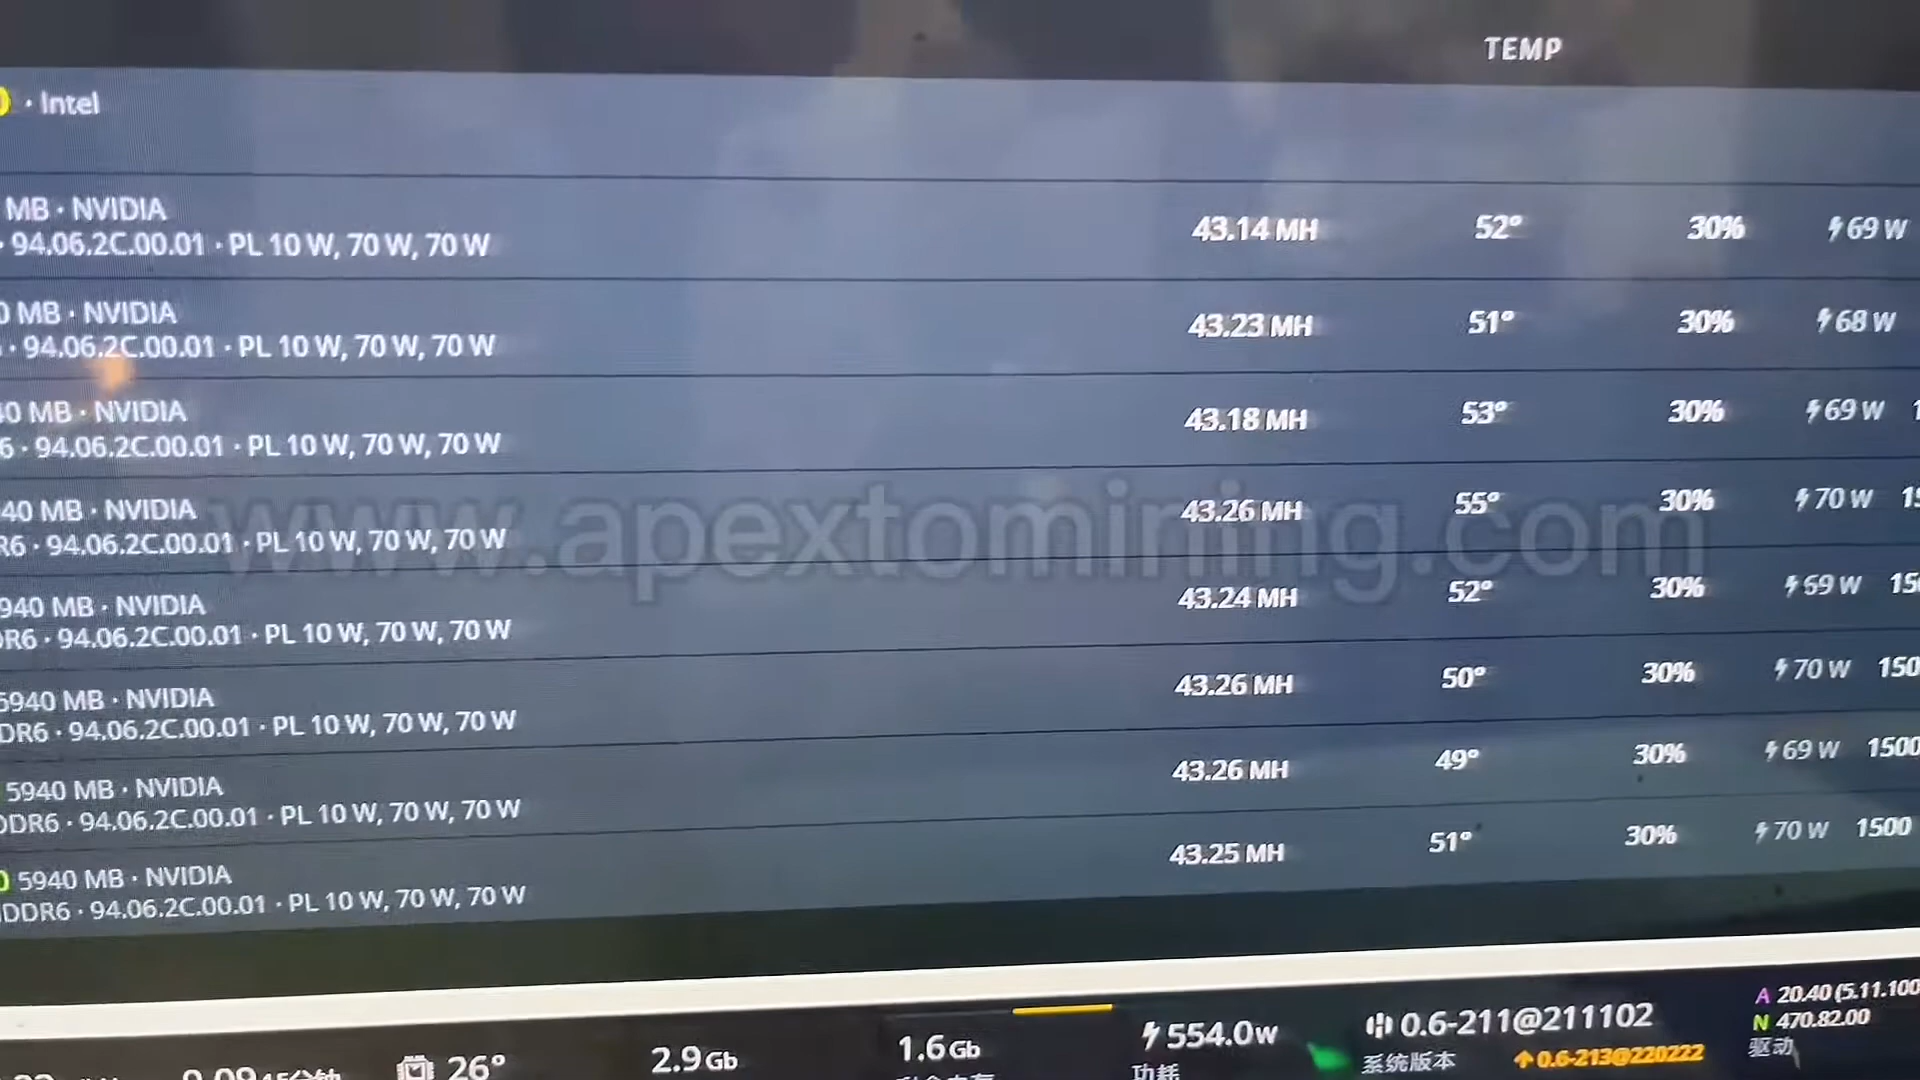 TEMP
· Intel
MB · NVIDIA
· 94.06.2C.00.01 · PL 10 W, 70 W, 70 W
43.14 MH 52° 30% 69 W
0 MB · NVIDIA
· 94.06.2C.00.01 · PL 10 W, 70 W, 70 W
43.23 MH 51° 30% 68 W
40 MB · NVIDIA
6 · 94.06.2C.00.01 · PL 10 W, 70 W, 70 W
43.18 MH 53° 30% 69 W
40 MB · NVIDIA
R6 · 94.06.2C.00.01 · PL 10 W, 70 W, 70 W
43.26 MH 55° 30% 70 W
www.apextomining.com
940 MB · NVIDIA
DR6 · 94.06.2C.00.01 · PL 10 W, 70 W, 70 W
43.24 MH 52° 30% 69 W 150
5940 MB · NVIDIA
DDR6 · 94.06.2C.00.01 · PL 10 W, 70 W, 70 W
43.26 MH 50° 30% 70 W 150
5940 MB · NVIDIA
DDR6 · 94.06.2C.00.01 · PL 10 W, 70 W, 70 W
43.26 MH 49° 30% 69 W 1500
5940 MB · NVIDIA
DDR6 · 94.06.2C.00.01 · PL 10 W, 70 W, 70 W
43.25 MH 51° 30% 70 W 1500
26° 2.9 Gb 1.6 Gb 554.0 w 0.6-211@211102
功耗 系统版本 0.6-213@220222
A 20.40 (5.11.100
N 470.82.00
驱动